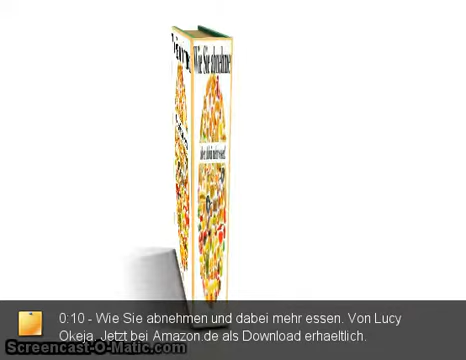 Wie Sie abnehmen
0:10 - Wie Sie abnehmen und dabei mehr essen. Von Lucy
Okeja. Jetzt bei Amazon.de als Download erhaeltlich.
Screencast-O-Matic.com